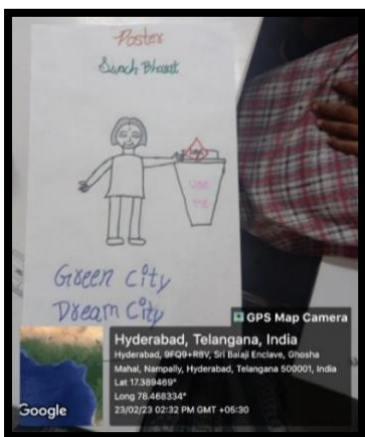 Poster
Swach Bharat
USE
ME
Green City
Dream City
GPS Map Camera
Hyderabad, Telangana, India
Hyderabad, 9FQ9+R8V, Sri Balaji Enclave, Ghosha
Mahal, Nampally, Hyderabad, Telangana 500001, India
Lat 17.389469°
Long 78.468334°
23/02/23 02:32 PM GMT +05:30
Google